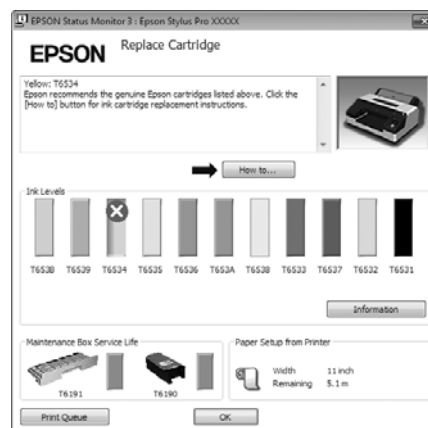 EPSON Status Monitor 3 : Epson Stylus Pro XXXXX
EPSON
Replace Cartridge
Yellow: T6534
Epson recommends the genuine Epson cartridges listed above. Click the
[How to] button for ink cartridge replacement instructions.
How to...
Ink Levels
T653B T6539 T6534 T6535 T6536 T653A T6538 T6533 T6537 T6532 T6531
Information
Maintenance Box Service Life
T6191 T6190
Paper Setup from Printer
Width 11 inch
Remaining 5.1 m
Print Queue OK